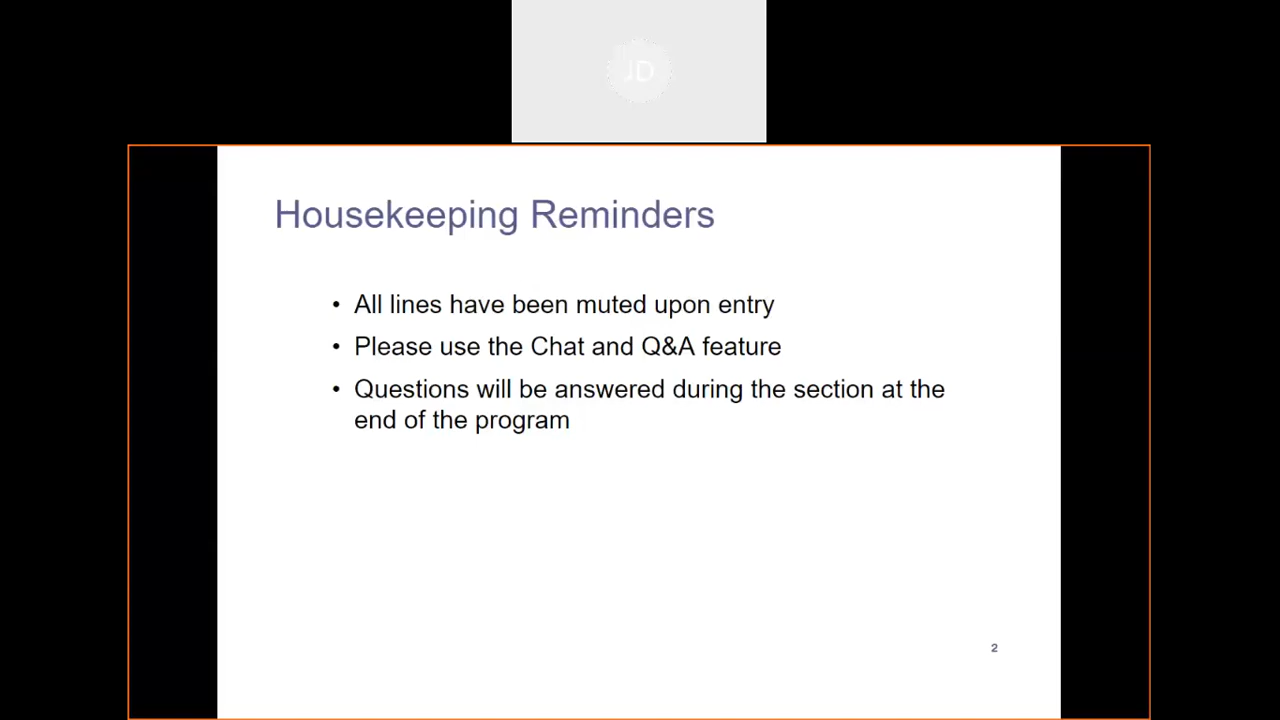 JD
Housekeeping Reminders
• All lines have been muted upon entry
• Please use the Chat and Q&A feature
• Questions will be answered during the section at the
end of the program
2